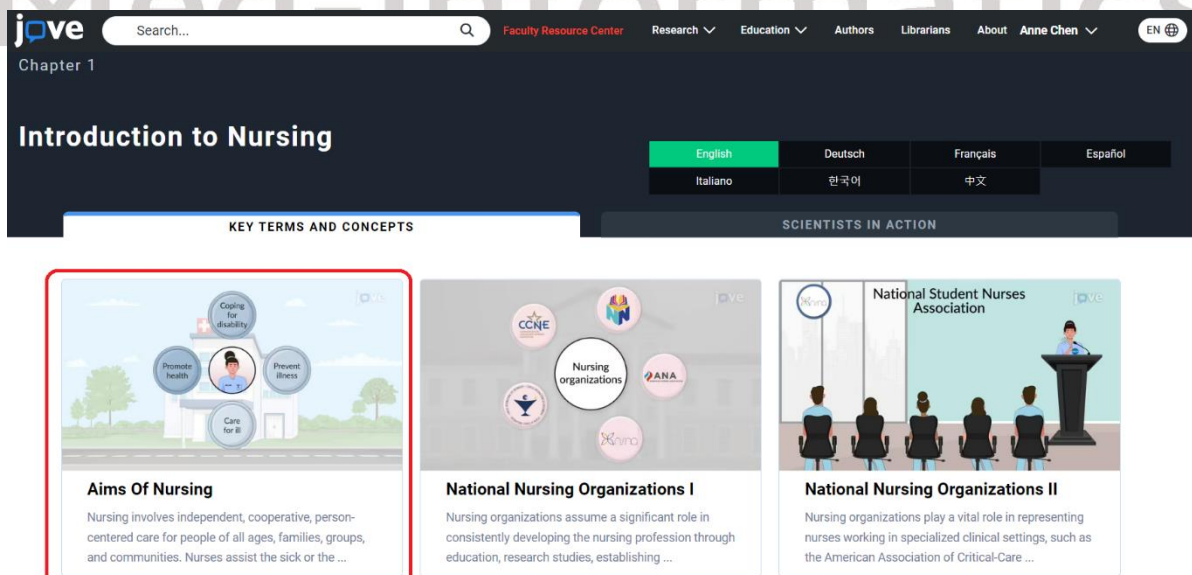 jove
Search...
Faculty Resource Center
Research
Education
Authors
Librarians
About
Anne Chen
EN
Chapter 1
Introduction to Nursing
English
Deutsch
Français
Español
Italiano
한국어
中文
KEY TERMS AND CONCEPTS
SCIENTISTS IN ACTION
Coping
for
disability
Promote
health
Prevent
illness
Care
for ill
jove
Aims Of Nursing
Nursing involves independent, cooperative, person-
centered care for people of all ages, families, groups,
and communities. Nurses assist the sick or the ...
CCNE
Nursing
organizations
ANA
jove
National Nursing Organizations I
Nursing organizations assume a significant role in
consistently developing the nursing profession through
education, research studies, establishing ...
National Student Nurses
Association
jove
National Nursing Organizations II
Nursing organizations play a vital role in representing
nurses working in specialized clinical settings, such as
the American Association of Critical-Care ...